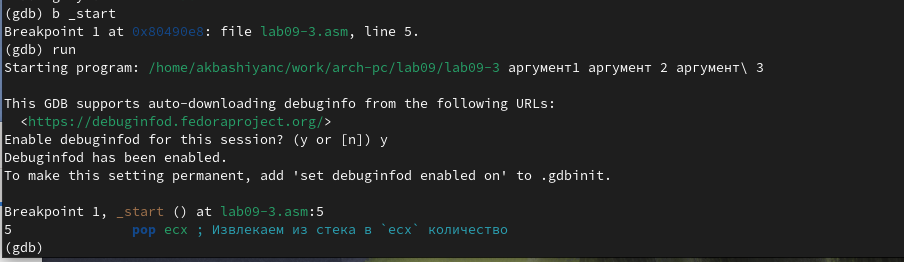 (gdb) b _start
Breakpoint 1 at 0x80490e8: file lab09-3.asm, line 5.
(gdb) run
Starting program: /home/akbashiyanc/work/arch-pc/lab09/lab09-3 аргумент1 аргумент 2 аргумент\ 3

This GDB supports auto-downloading debuginfo from the following URLs:
  <https://debuginfod.fedoraproject.org/>
Enable debuginfod for this session? (y or [n]) y
Debuginfod has been enabled.
To make this setting permanent, add 'set debuginfod enabled on' to .gdbinit.

Breakpoint 1, _start () at lab09-3.asm:5
5               pop ecx ; Извлекаем из стека в `ecx` количество
(gdb)